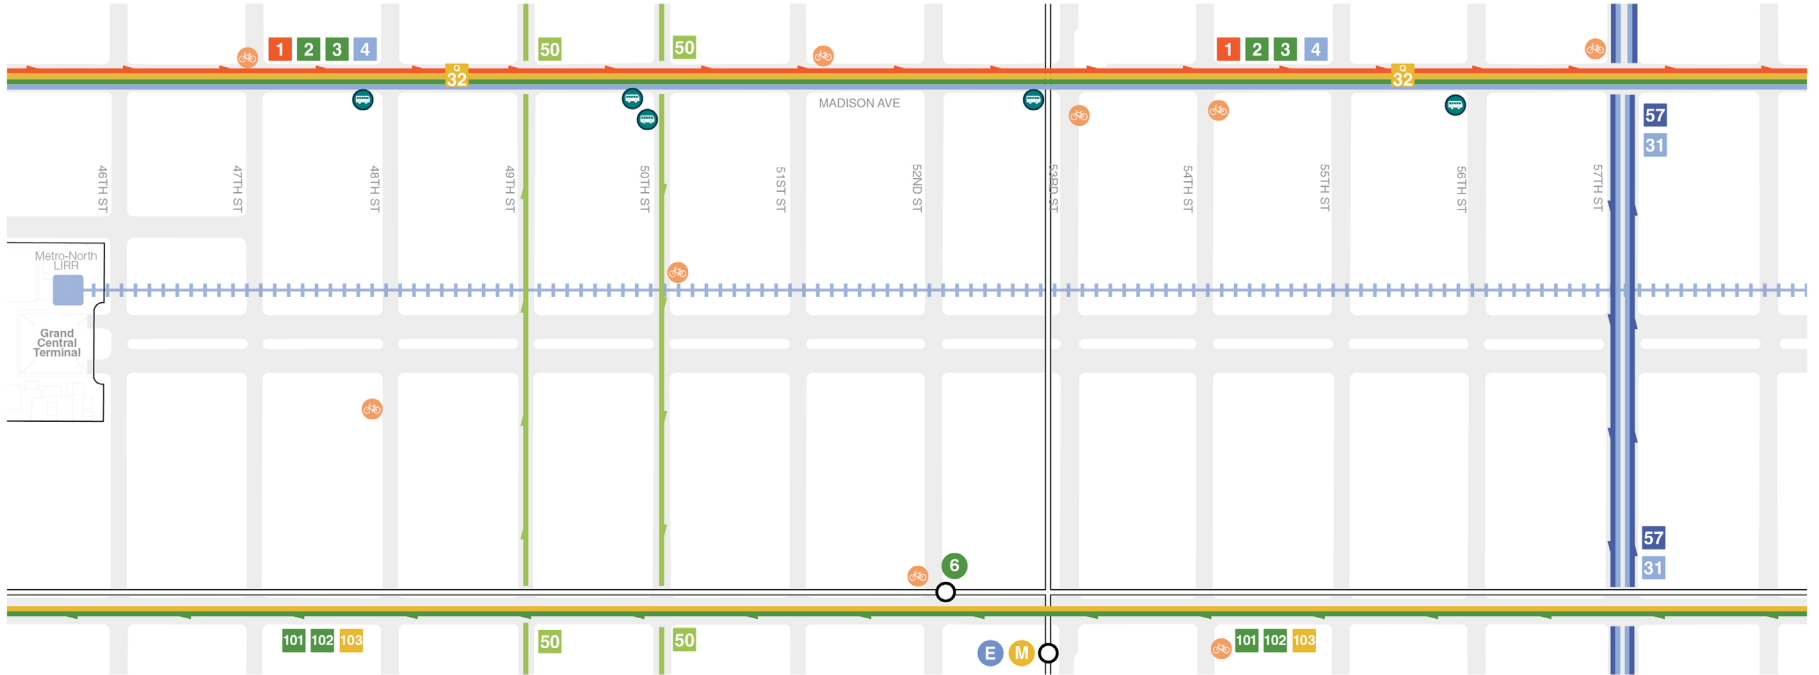 1 2 3 4
50
50
1 2 3 4
Q
32
Q
32
MADISON AVE
57
31
46TH ST
47TH ST
48TH ST
49TH ST
50TH ST
51ST ST
52ND ST
53RD ST
54TH ST
55TH ST
56TH ST
57TH ST
Metro-North
LIRR
Grand
Central
Terminal
57
31
6
101 102 103
50
50
E M
101 102 103